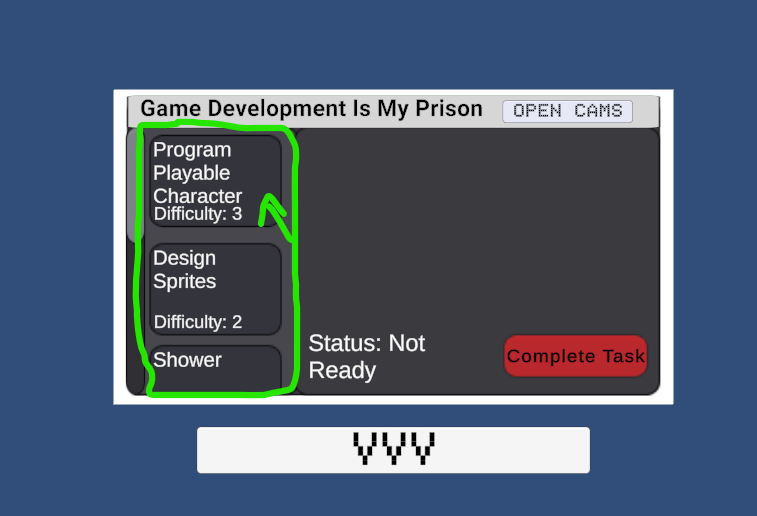 Game Development Is My Prison
OPEN CAMS
Program
Playable
Character
Difficulty: 3
Design
Sprites
Difficulty: 2
Shower
Status: Not
Ready
Complete Task
VVV